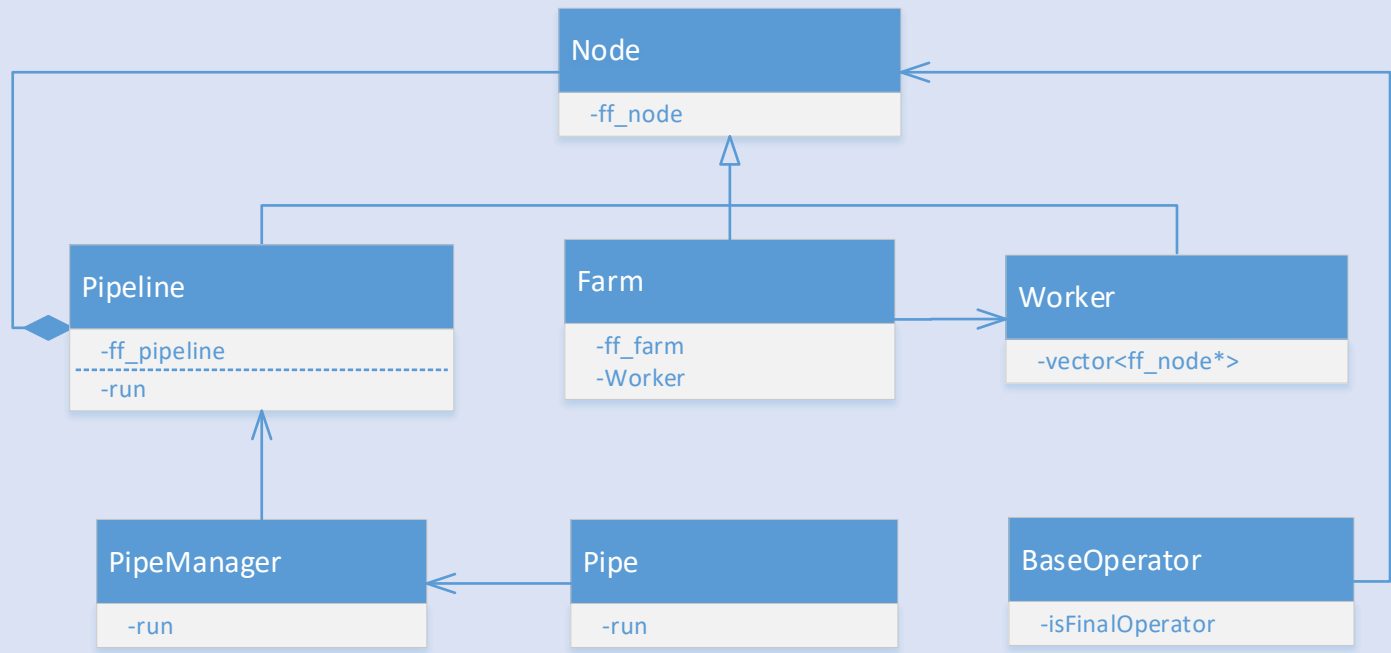 Node
-ff_node
Pipeline
-ff_pipeline
-run
Farm
-ff_farm
-Worker
Worker
-vector<ff_node*>
PipeManager
-run
Pipe
-run
BaseOperator
-isFinalOperator